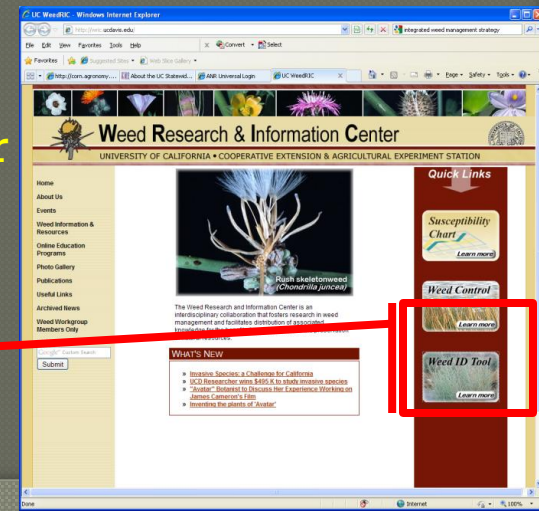 UC WeedRIC - Windows Internet Explorer
ucdavis.edu
integrated weed management strategy
File Edit View Favorites Tools Help
Convert
Select
Favorites
Suggested Sites
Web Slice Gallery
http://corn.agronomy....
About the UC Statewid...
ANR Universal Login
UC WeedRIC
Page
Safety
Tools
r
Weed Research & Information Center
UNIVERSITY OF CALIFORNIA • COOPERATIVE EXTENSION & AGRICULTURAL EXPERIMENT STATION
Home
About Us
Events
Weed Information &
Resources
Online Education
Programs
Photo Gallery
Publications
Useful Links
Archived News
Weed Workgroup
Members Only
Custom Search
Submit
Rush skeletonweed
(Chondrilla juncea)
The Weed Research and Information Center is an
interdisciplinary collaboration that fosters research in weed
management and facilitates distribution of associated
WHAT'S NEW
Invasive Species: a Challenge for California
UCD Researcher wins $495 K to study invasive species
"Avatar" Botanist to Discuss Her Experience Working on
James Cameron's Film
Inventing the plants of 'Avatar'
Quick Links
Susceptibility
Chart
Learn more
Weed Control
Learn more
Weed ID Tool
Learn more
Done
Internet
100%